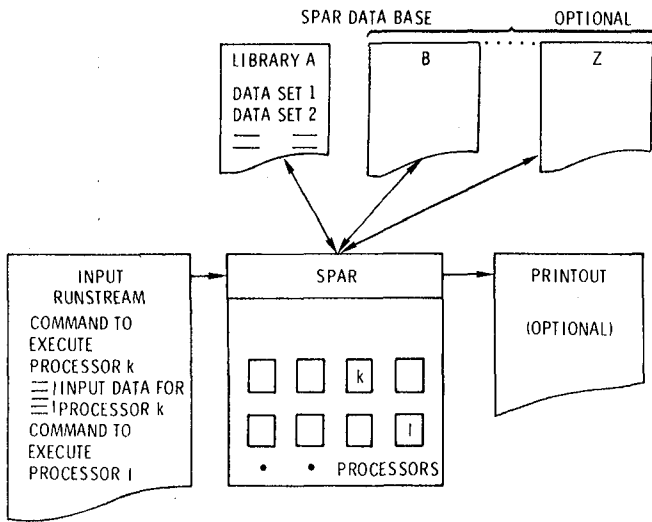 SPAR DATA BASE
OPTIONAL
LIBRARY A
DATA SET 1
DATA SET 2
B
Z
INPUT
RUNSTREAM
COMMAND TO
EXECUTE
PROCESSOR k
INPUT DATA FOR
PROCESSOR k
COMMAND TO
EXECUTE
PROCESSOR l
SPAR
k
l
PROCESSORS
PRINTOUT
(OPTIONAL)